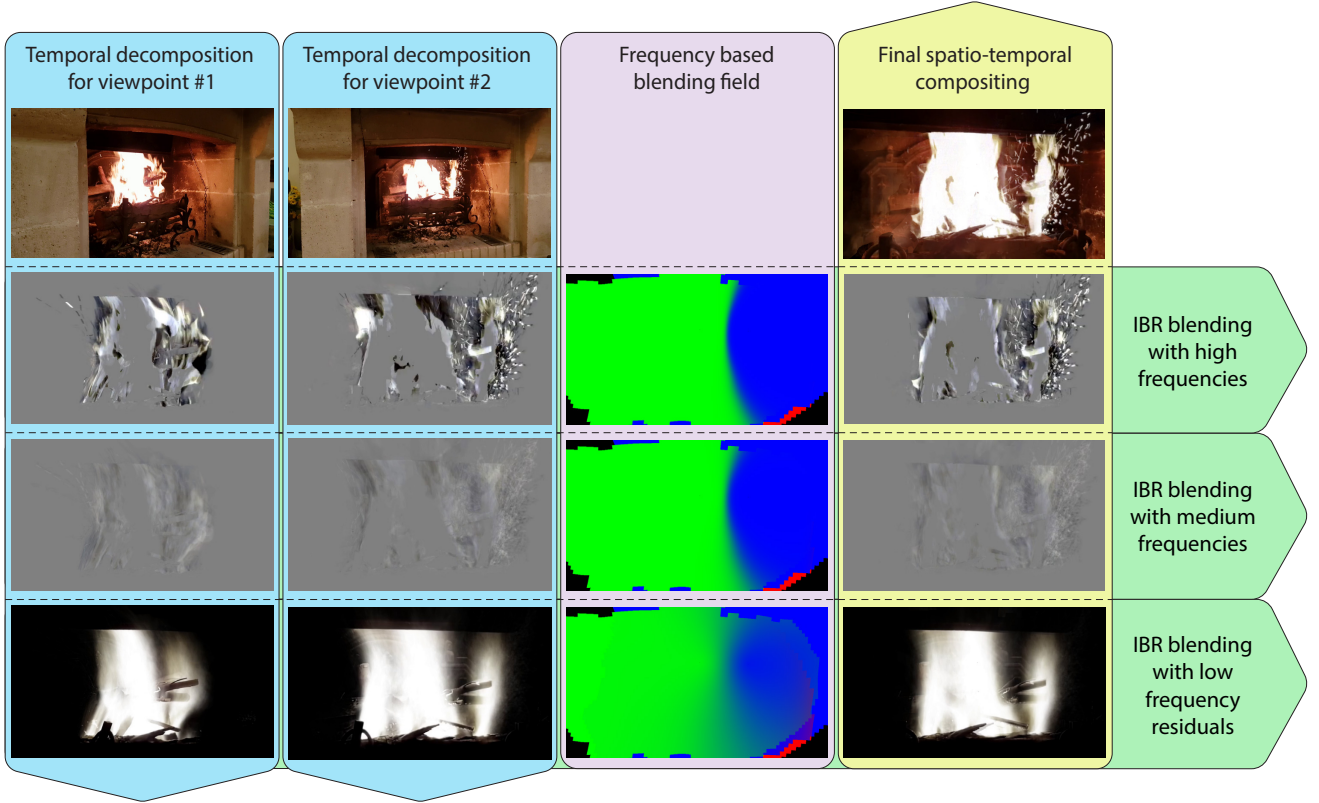 Temporal decomposition
for viewpoint #1
Temporal decomposition
for viewpoint #2
Frequency based
blending field
Final spatio-temporal
compositing
IBR blending
with high
frequencies
IBR blending
with medium
frequencies
IBR blending
with low
frequency
residuals